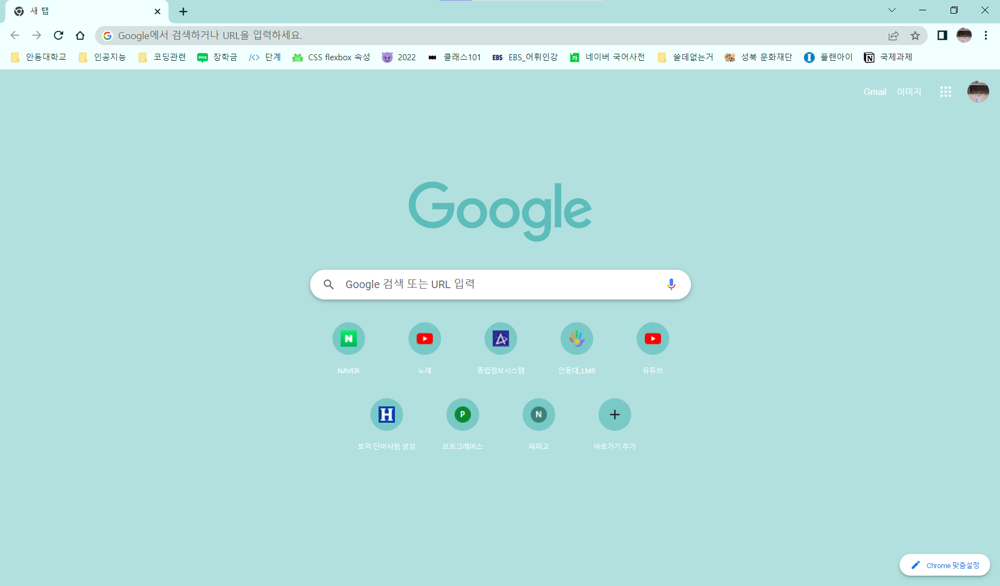 새 탭
Google에서 검색하거나 URL을 입력하세요.
안동대학교 인공지능 코딩관련 blog 장학금 단계 CSS flexbox 속성 2022 클래스101 EBS EBS_어휘인강 가 네이버 국어사전 쓸데없는거 성북 문화재단 I 플랜아이 N 국제과제
Gmail 이미지
Google
Google 검색 또는 URL 입력
N
NAVER 노래 종합정보시스템 안동대_LMS 유튜브
H P N
토익 단어시험 생성 프로그래머스 파파고 바로가기 추가
Chrome 맞춤설정